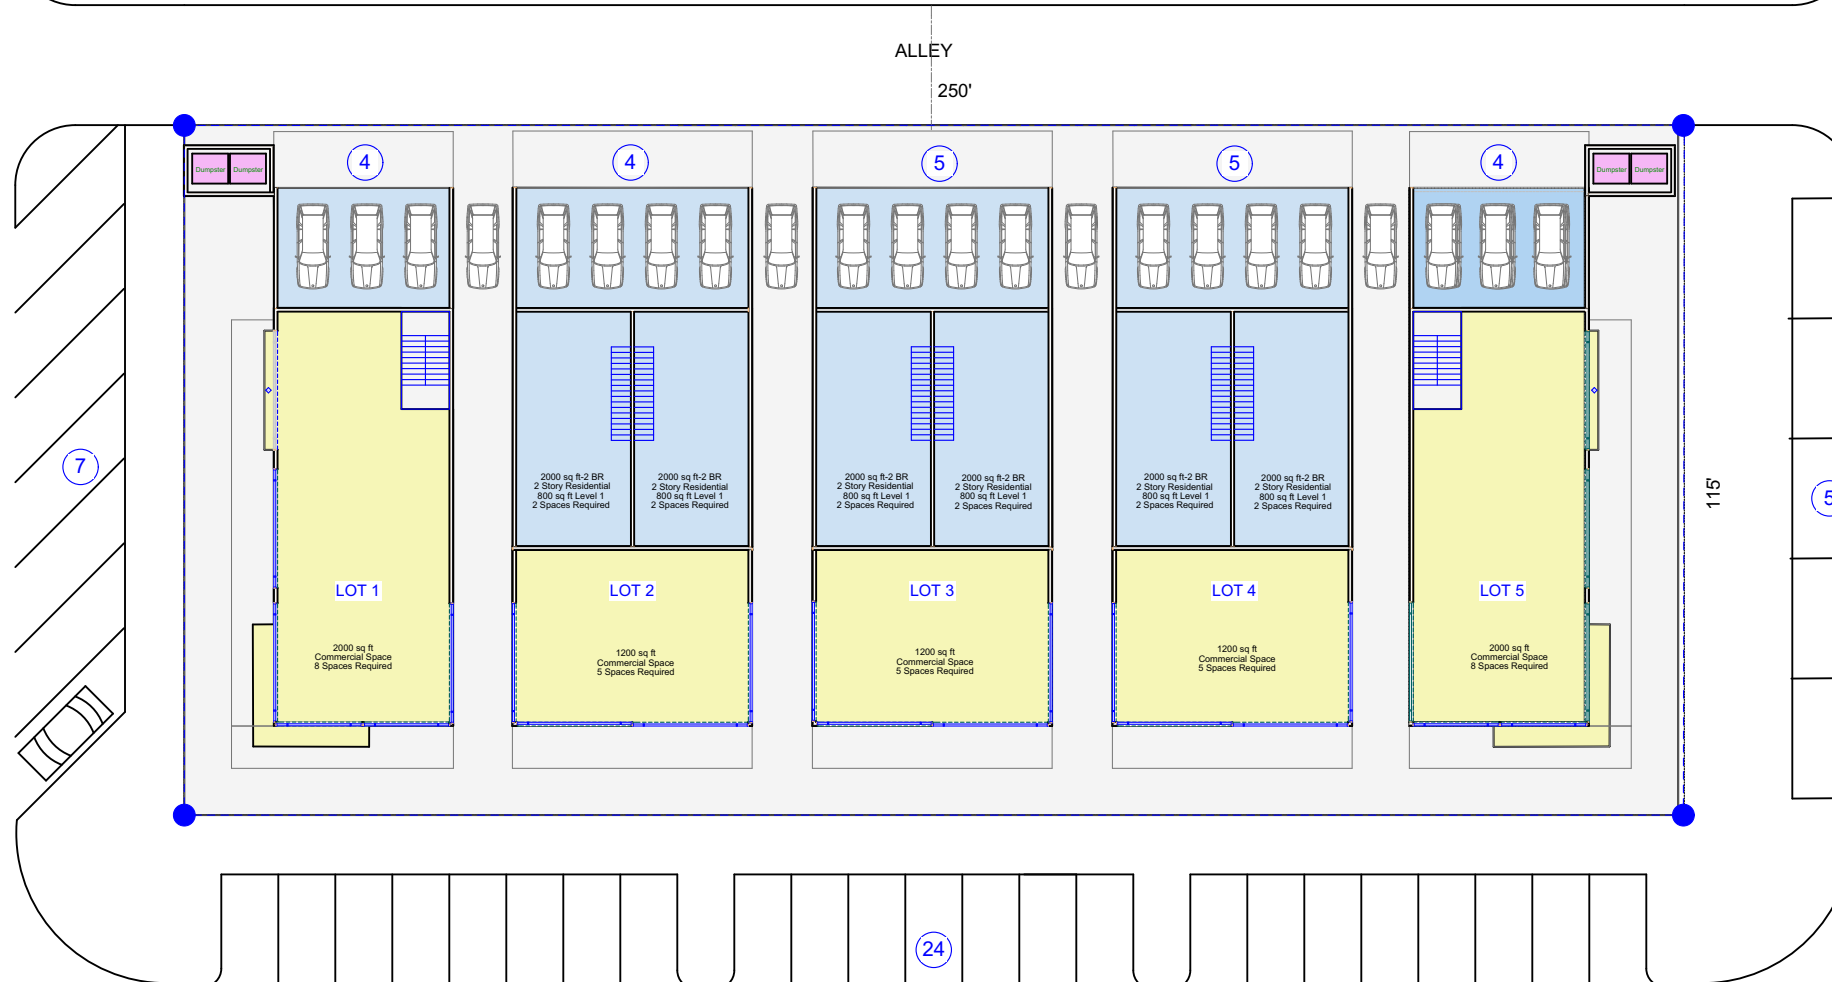 ALLEY
250'
4
4
5
5
4
Dumpster Dumpster
Dumpster Dumpster
7
5
115'
2000 sq ft-2 BR
2 Story Residential
800 sq ft Level 1
2 Spaces Required
2000 sq ft-2 BR
2 Story Residential
800 sq ft Level 1
2 Spaces Required
2000 sq ft-2 BR
2 Story Residential
800 sq ft Level 1
2 Spaces Required
2000 sq ft-2 BR
2 Story Residential
800 sq ft Level 1
2 Spaces Required
2000 sq ft-2 BR
2 Story Residential
800 sq ft Level 1
2 Spaces Required
2000 sq ft-2 BR
2 Story Residential
800 sq ft Level 1
2 Spaces Required
LOT 1
LOT 2
LOT 3
LOT 4
LOT 5
2000 sq ft
Commercial Space
8 Spaces Required
1200 sq ft
Commercial Space
5 Spaces Required
1200 sq ft
Commercial Space
5 Spaces Required
1200 sq ft
Commercial Space
5 Spaces Required
2000 sq ft
Commercial Space
8 Spaces Required
24